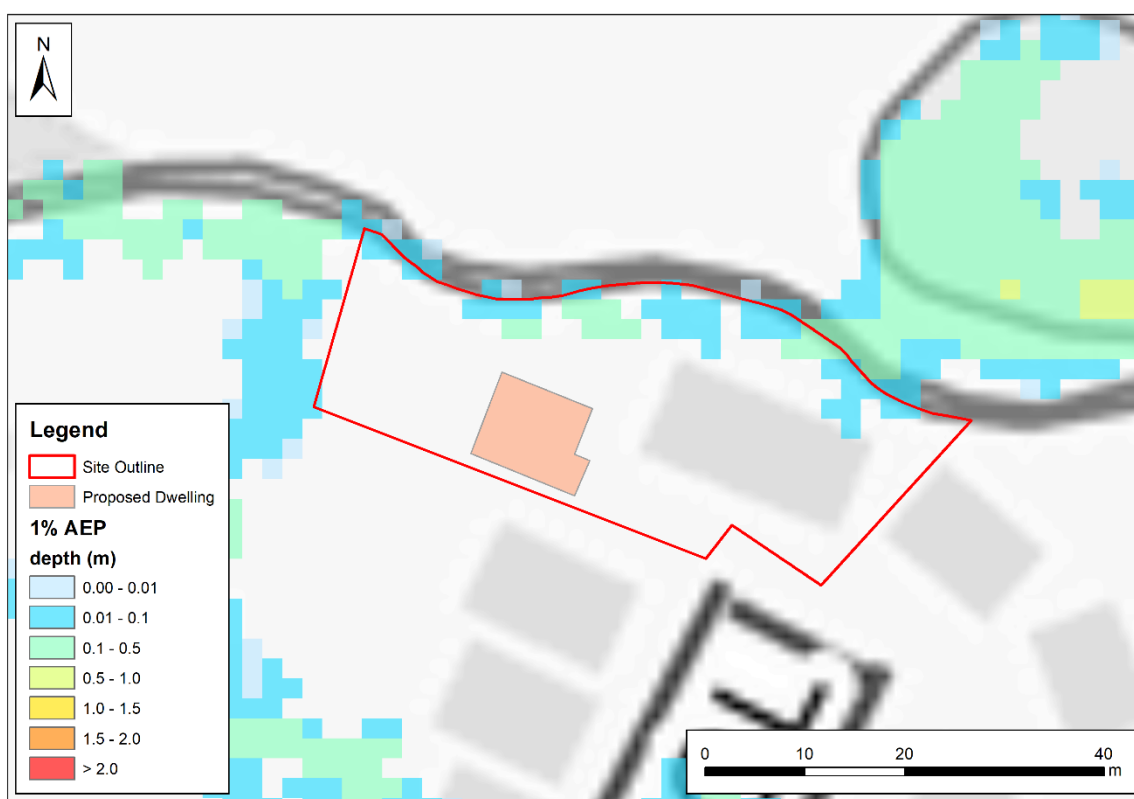 N
Legend
Site Outline
Proposed Dwelling
1% AEP
depth (m)
0.00 - 0.01
0.01 - 0.1
0.1 - 0.5
0.5 - 1.0
1.0 - 1.5
1.5 - 2.0
> 2.0
0 10 20 40
m